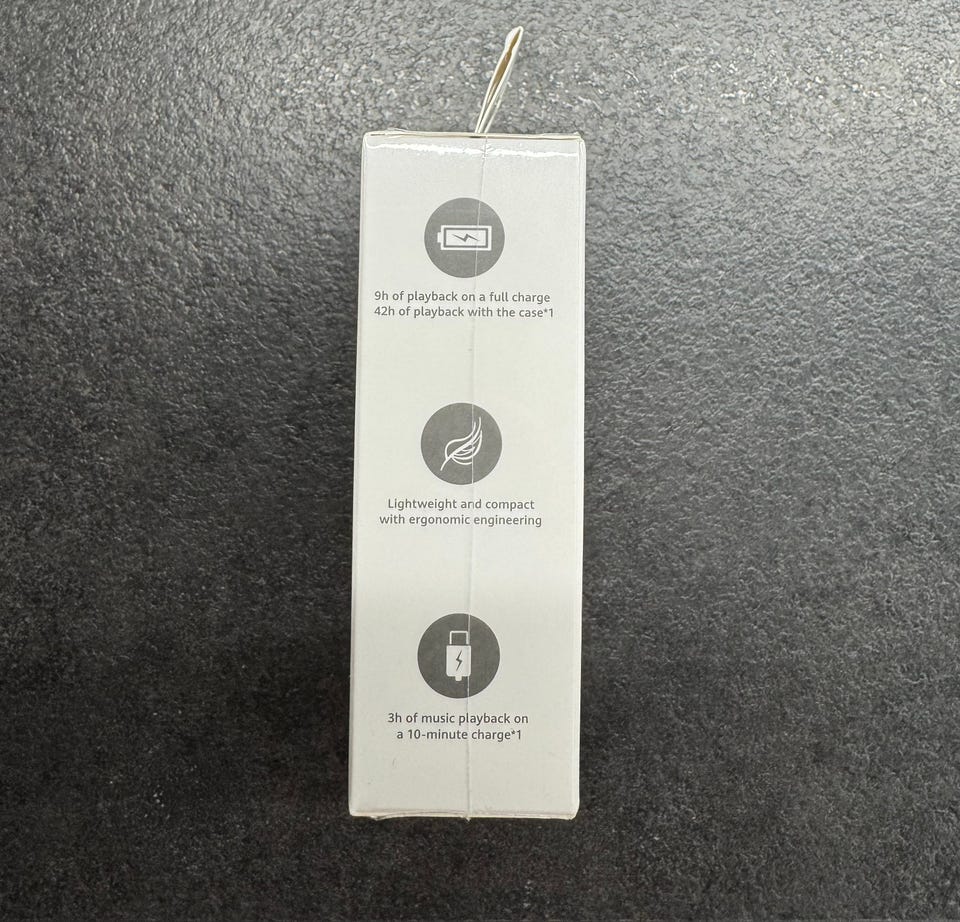 9h of playback on a full charge
42h of playback with the case*1
Lightweight and compact
with ergonomic engineering
3h of music playback on
a 10-minute charge*1